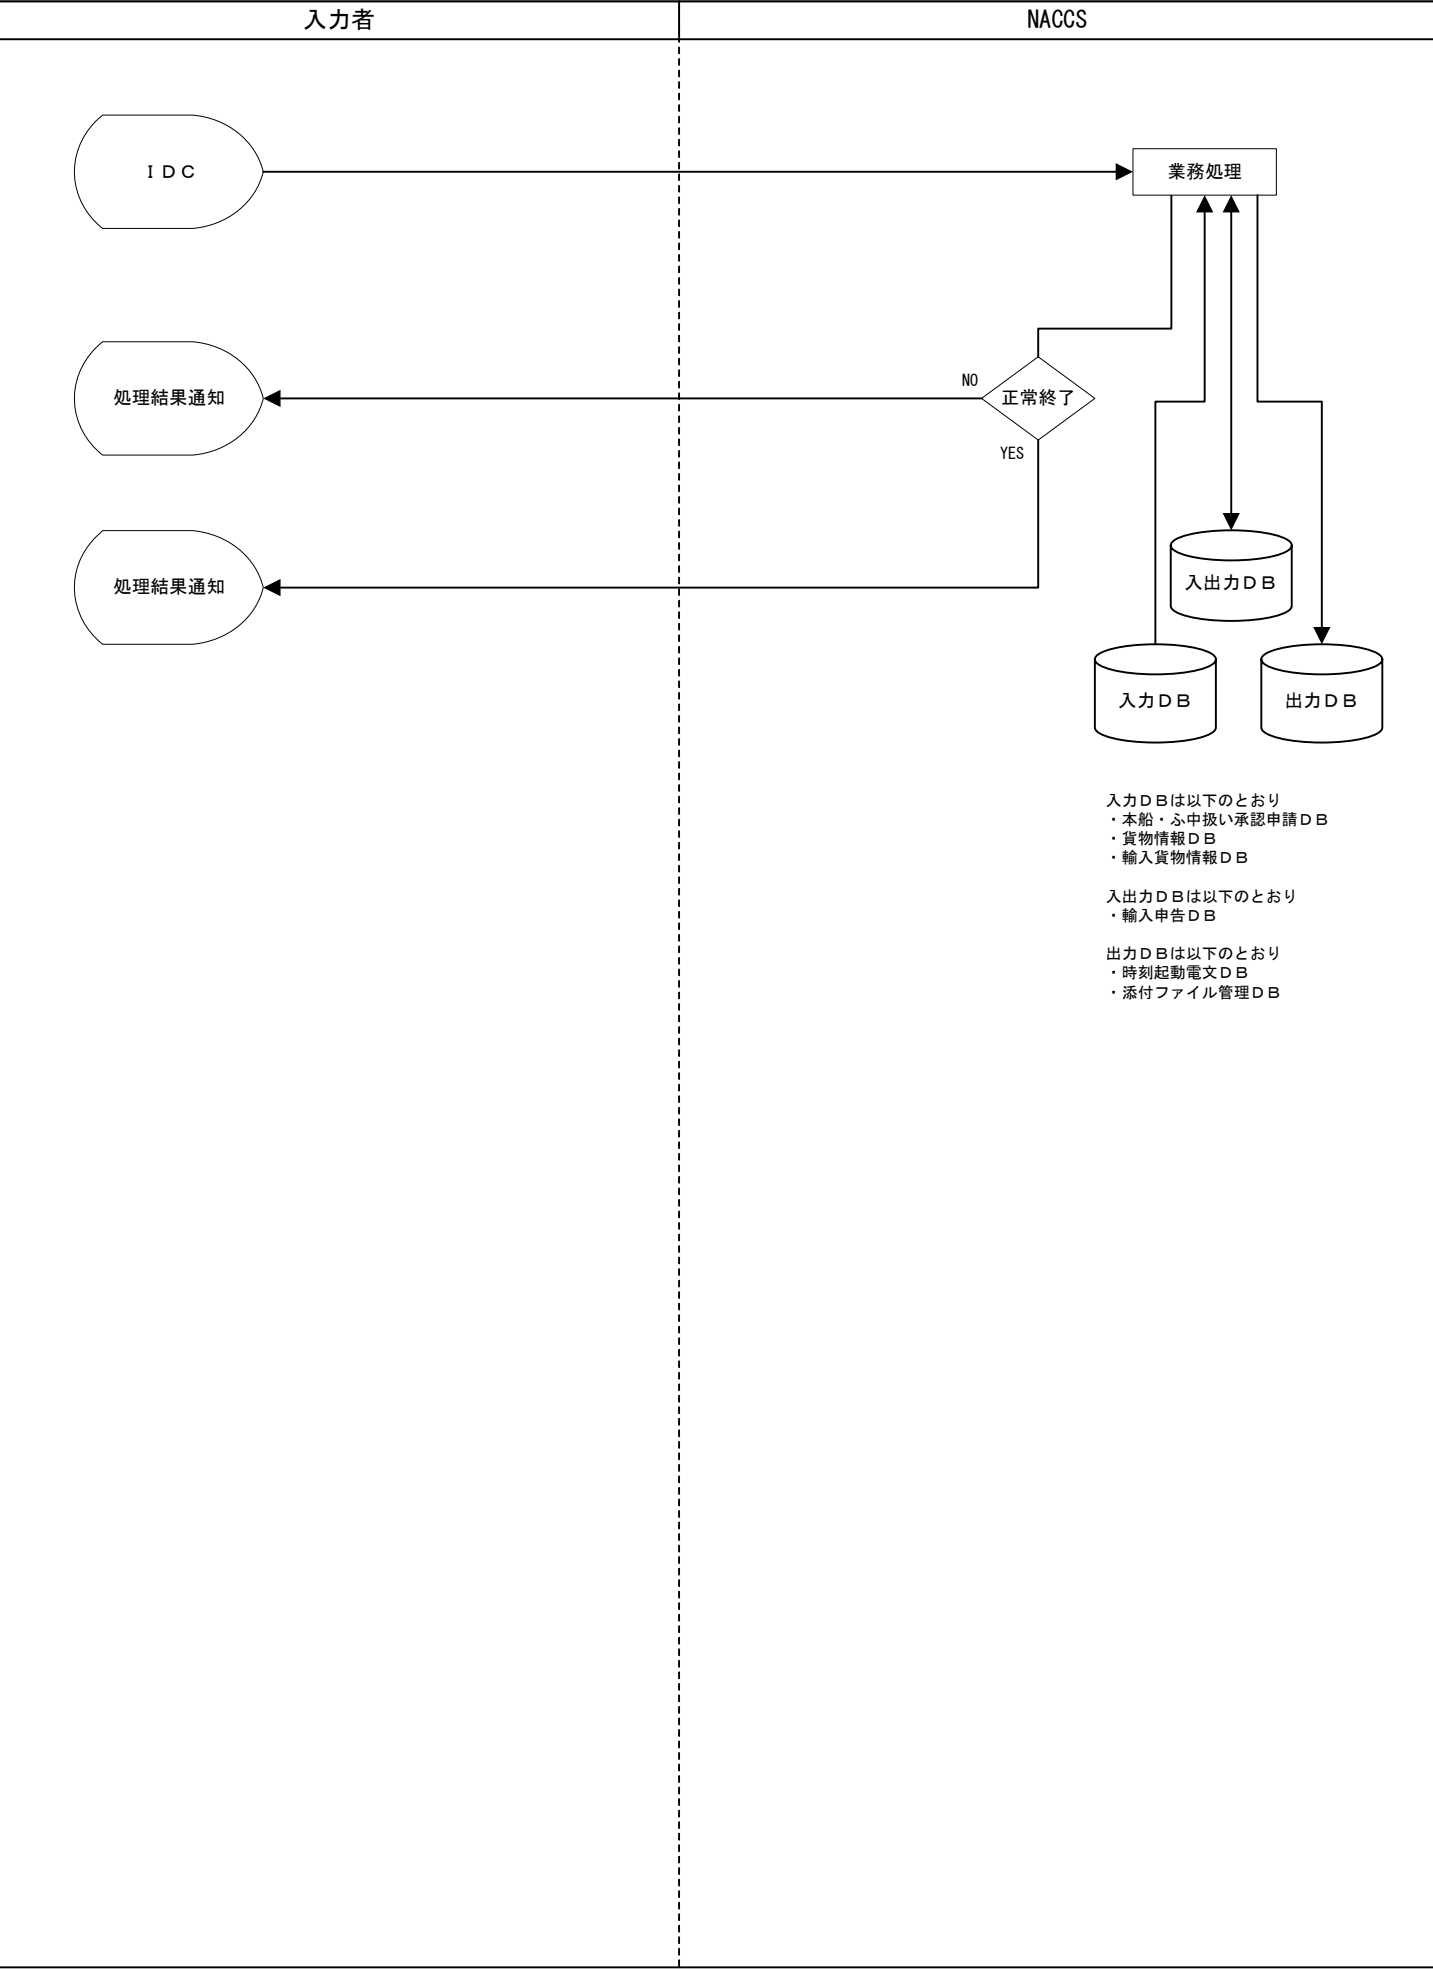 入力者
NACCS
ＩＤＣ
業務処理
処理結果通知
NO
正常終了
YES
処理結果通知
入出力ＤＢ
入力ＤＢ
出力ＤＢ
入力ＤＢは以下のとおり
・本船・ふ中扱い承認申請ＤＢ
・貨物情報ＤＢ
・輸入貨物情報ＤＢ
入出力ＤＢは以下のとおり
・輸入申告ＤＢ
出力ＤＢは以下のとおり
・時刻起動電文ＤＢ
・添付ファイル管理ＤＢ